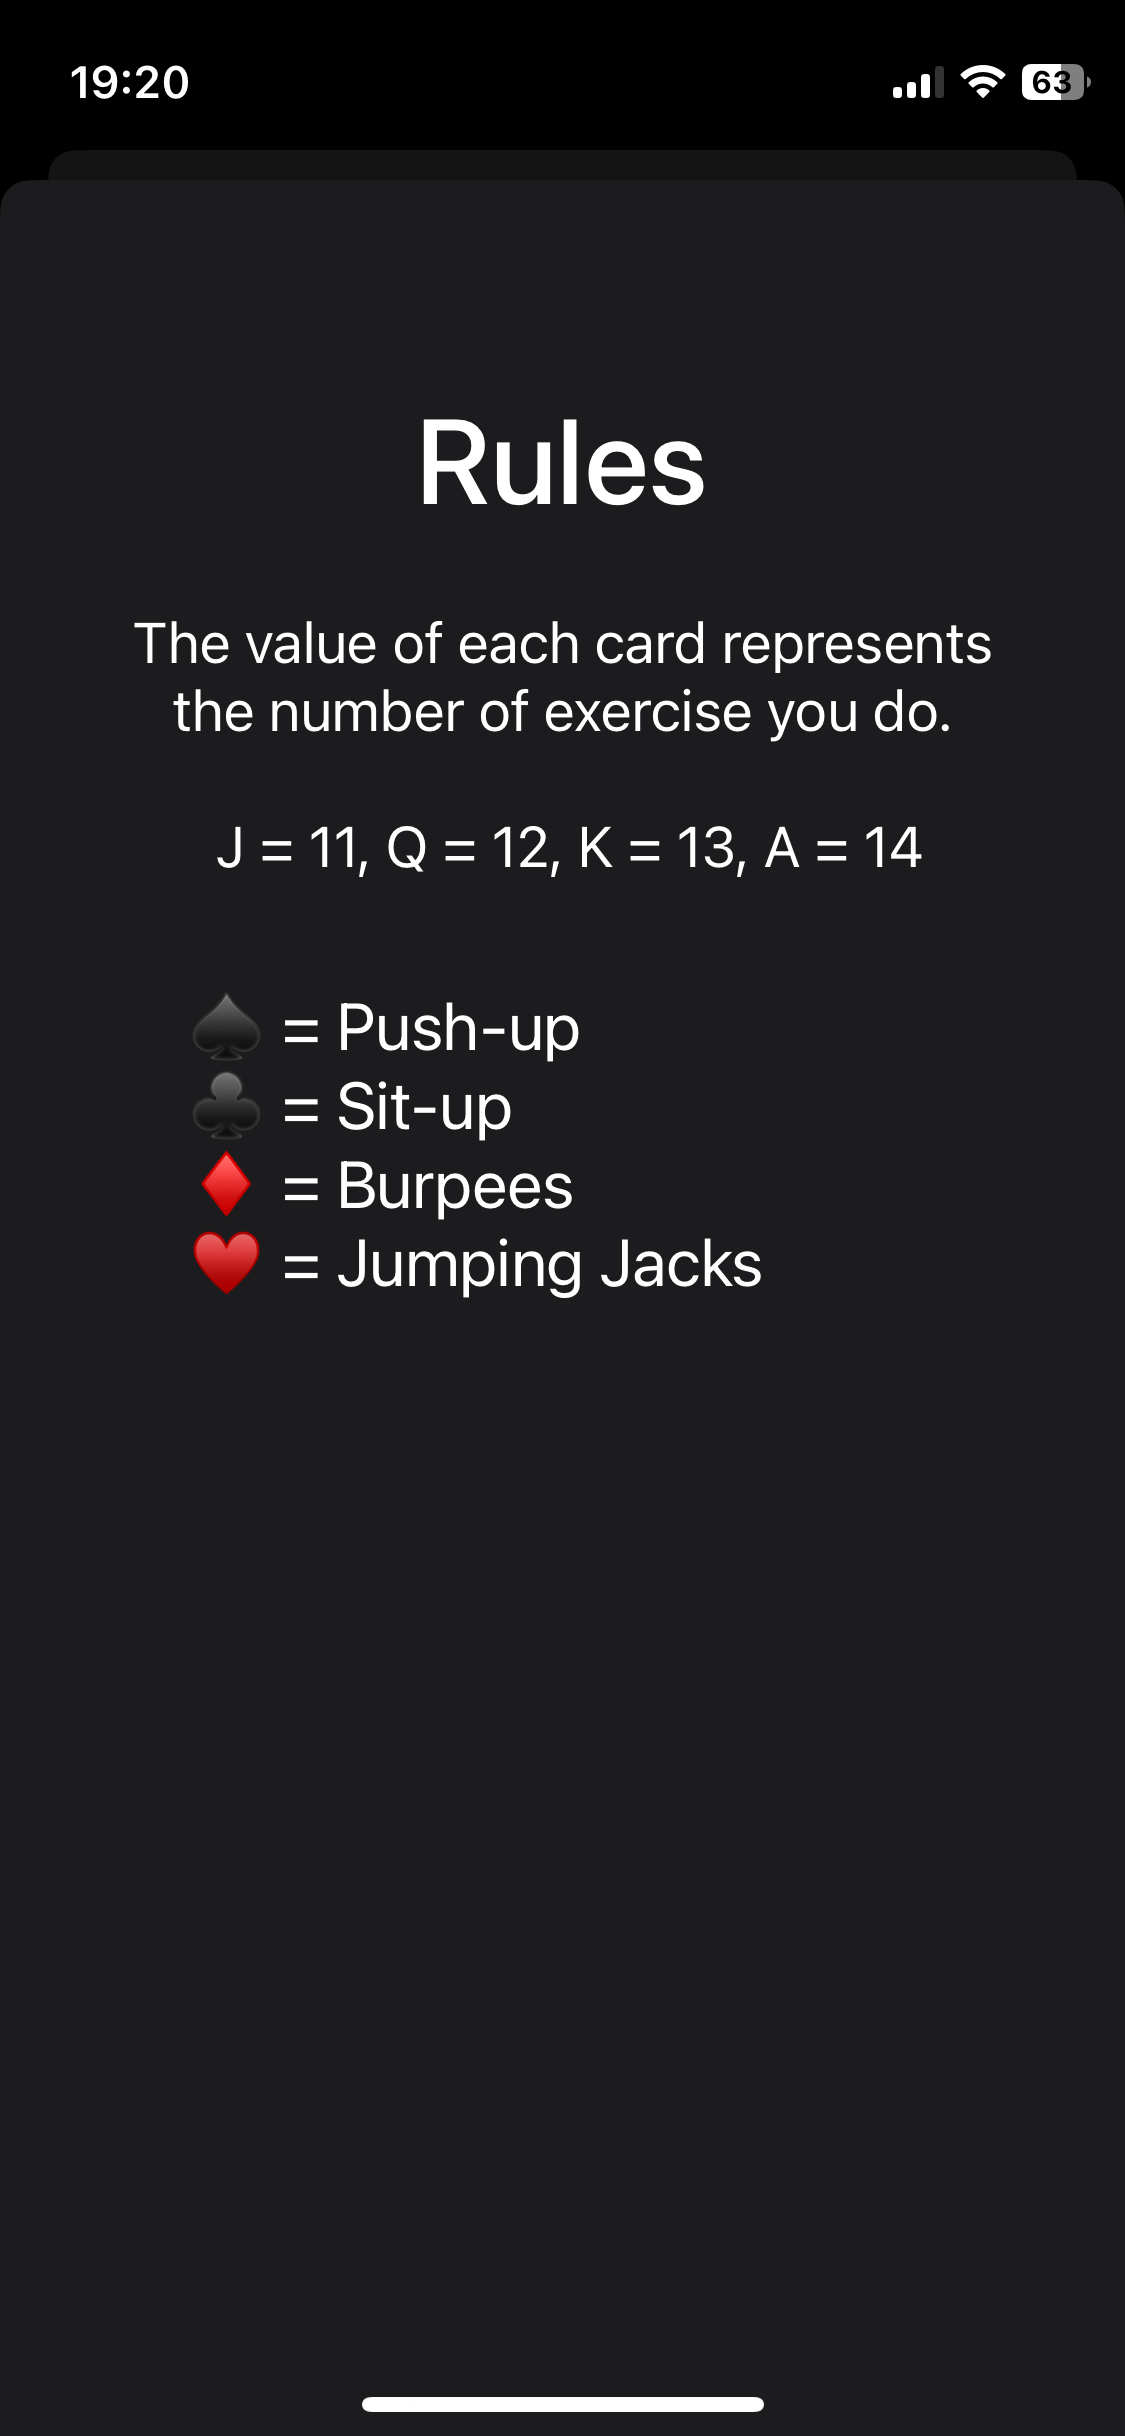 19:20
63
Rules
The value of each card represents
the number of exercise you do.
J = 11, Q = 12, K = 13, A = 14
♠️ = Push-up
♣️ = Sit-up
♦️ = Burpees
♥️ = Jumping Jacks